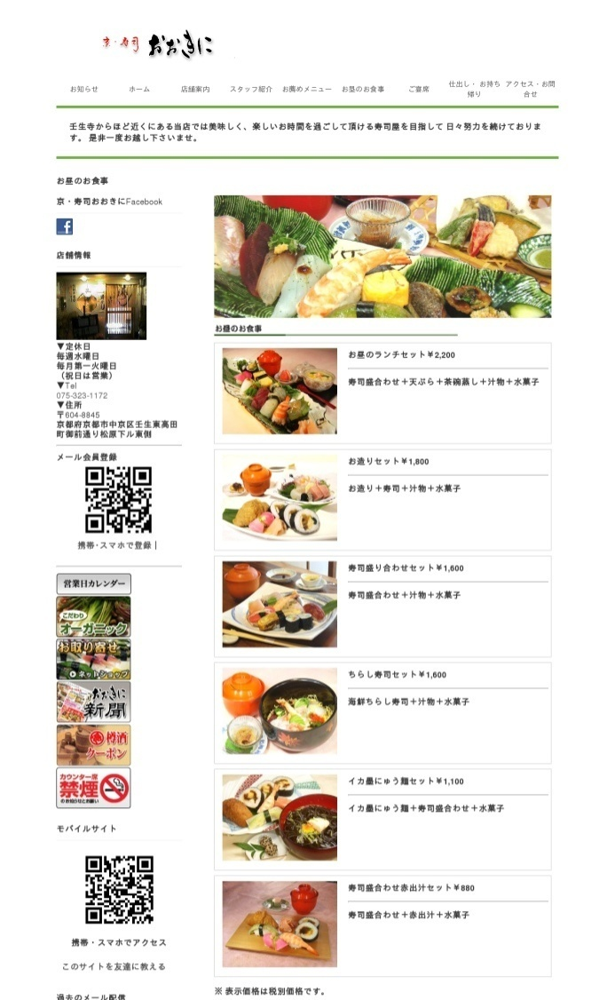 京・寿司 おおきに
お知らせ ホーム 店舗案内 スタッフ紹介 お薦めメニュー お昼のお食事 ご宴席 仕出し・ お持ち帰り アクセス・お問合せ
壬生寺からほど近くにある当店では美味しく、楽しいお時間を過ごして頂ける寿司屋を目指して 日々努力を続けておりま
す。 是非一度お越し下さいませ。
お昼のお食事
京・寿司おおきにFacebook
店舗情報
▼定休日
毎週水曜日
毎月第一火曜日
（祝日は営業）
▼Tel
075-323-1172
▼住所
〒604-8845
京都府京都市中京区壬生東高田
町御前通り松原下ル東側
メール会員登録
携帯･スマホで登録 |
営業日カレンダー
こだわり
オーガニック
お取り寄せ
ネットショップ
おおきに
新聞
樽酒
クーポン
カウンター席
禁煙
のお知らせとお願い
モバイルサイト
携帯・スマホでアクセス
このサイトを友達に教える
過去のメール配信
お昼のお食事
お昼のランチセット￥2,200
寿司盛合わせ＋天ぷら＋茶碗蒸し＋汁物＋水菓子
お造りセット￥1,800
お造り＋寿司＋汁物＋水菓子
寿司盛り合わせセット￥1,600
寿司盛合わせ＋汁物＋水菓子
ちらし寿司セット￥1,600
海鮮ちらし寿司＋汁物＋水菓子
イカ墨にゅう麺セット￥1,100
イカ墨にゅう麺＋寿司盛合わせ＋水菓子
寿司盛合わせ赤出汁セット￥880
寿司盛合わせ＋赤出汁＋水菓子
※ 表示価格は税別価格です。